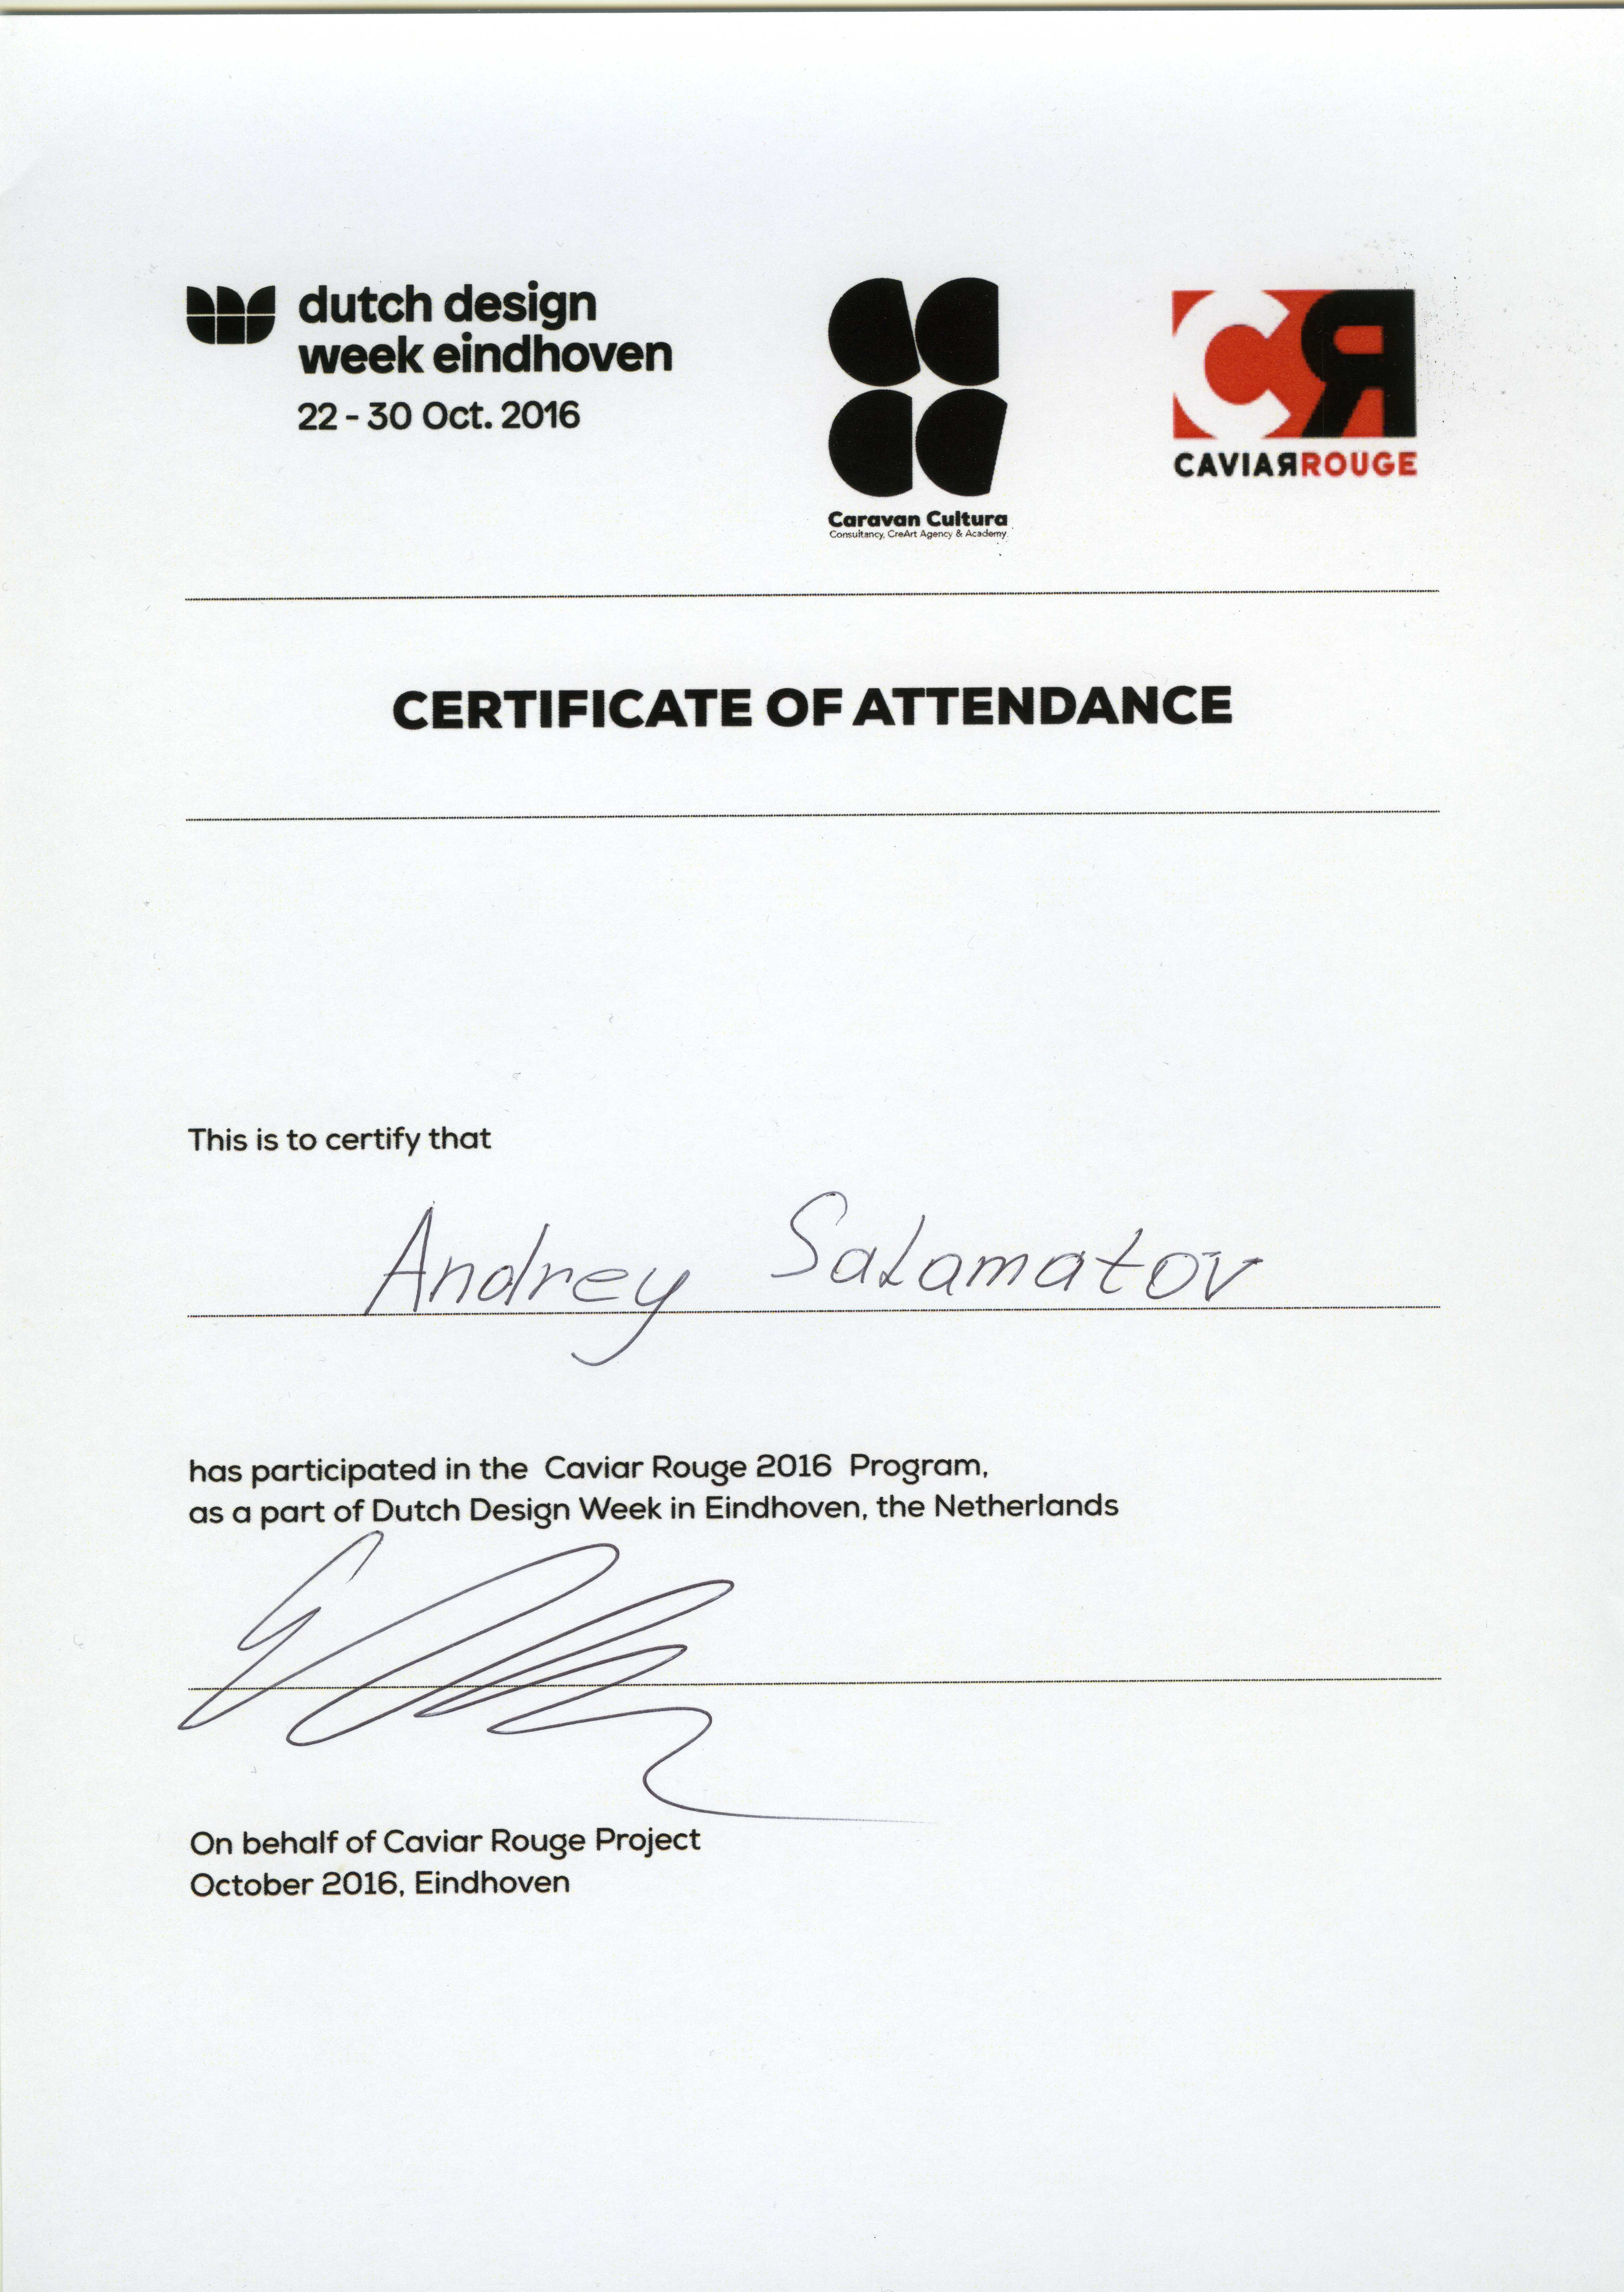 dutch design
week eindhoven
22 - 30 Oct. 2016
Caravan Cultura
Consultancy, CreArt Agency & Academy
CЯ
CAVIAЯROUGE
CERTIFICATE OF ATTENDANCE
This is to certify that
Andrey Salamatov
has participated in the Caviar Rouge 2016 Program,
as a part of Dutch Design Week in Eindhoven, the Netherlands
On behalf of Caviar Rouge Project
October 2016, Eindhoven